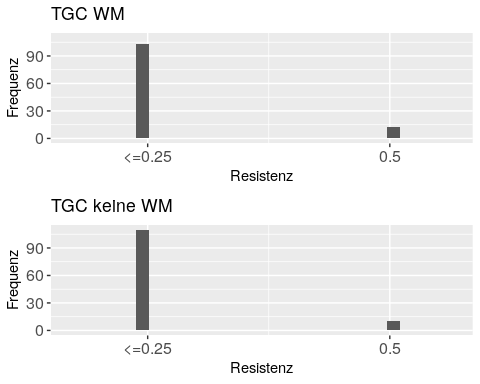 TGC WM
Frequenz
90
60
30
0
<=0.25 0.5
Resistenz
TGC keine WM
Frequenz
90
60
30
0
<=0.25 0.5
Resistenz